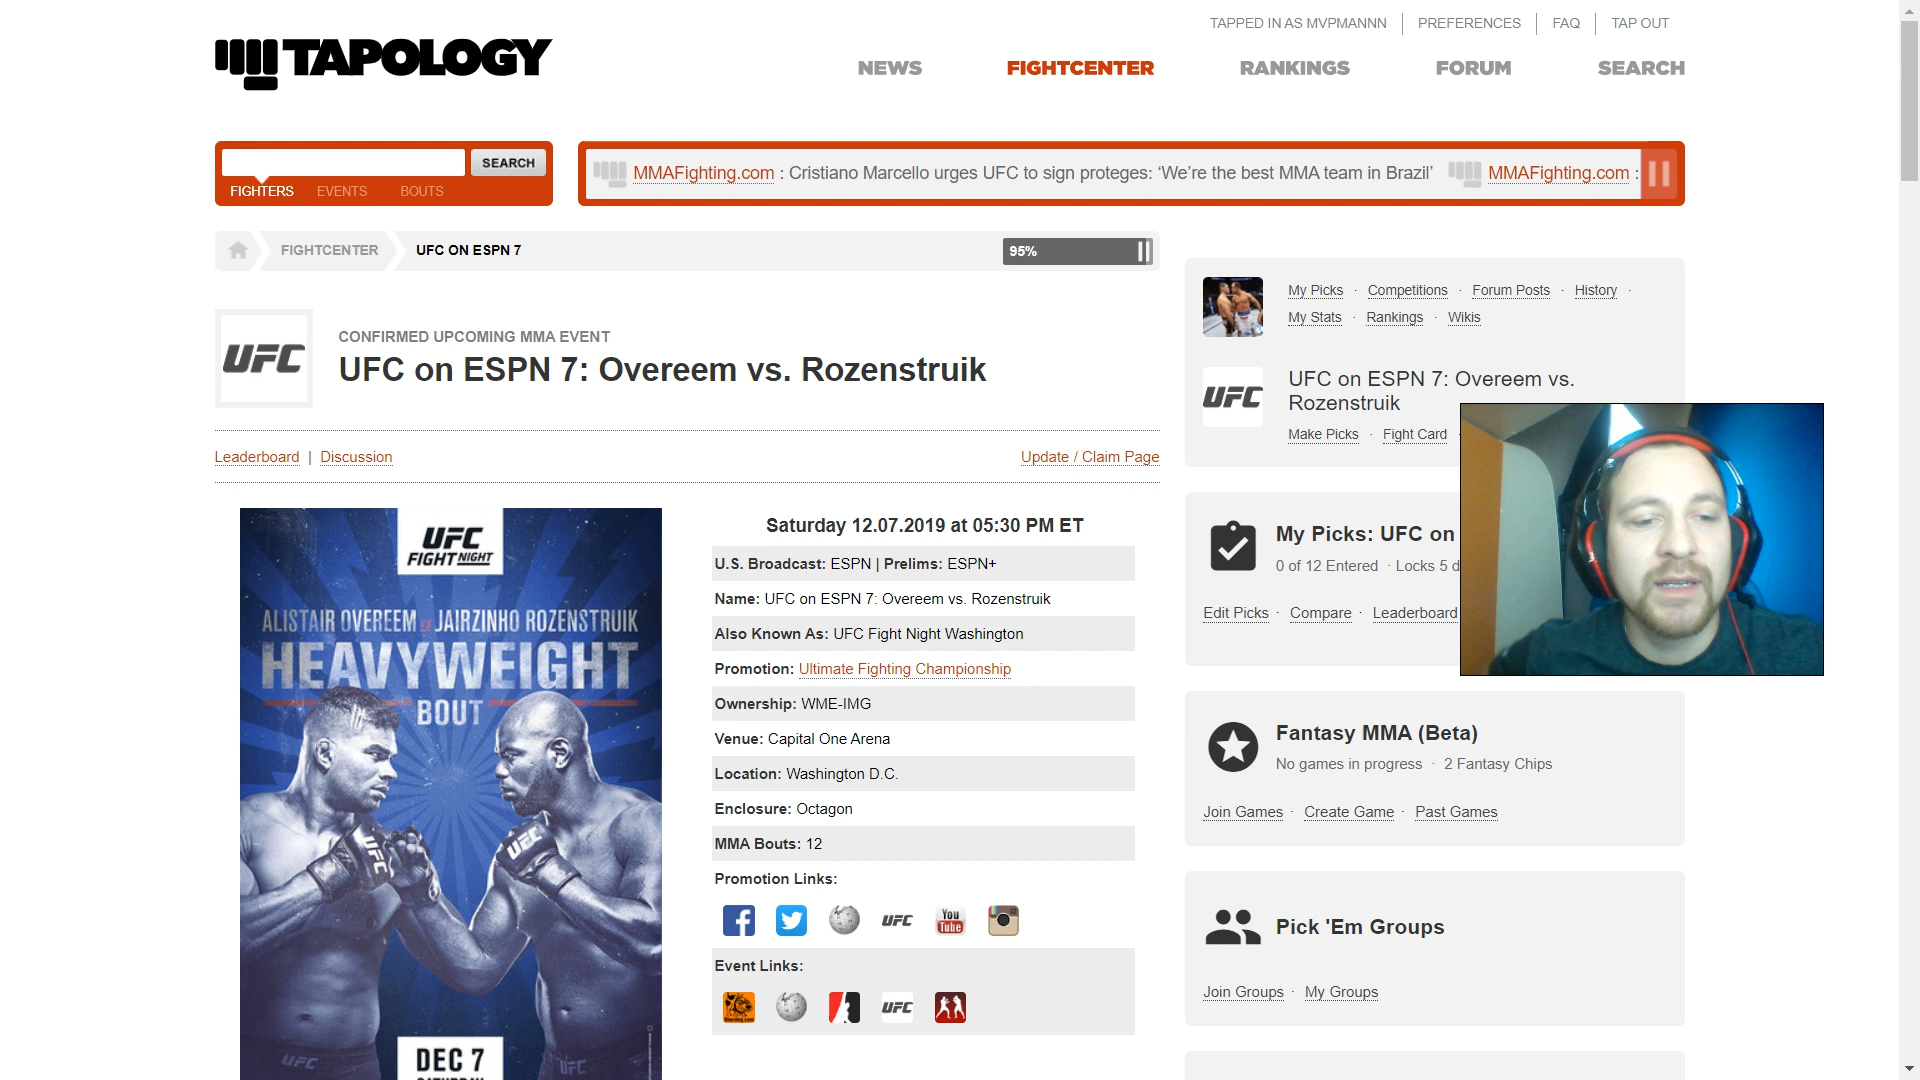 TAPPED IN AS MVPMANNN
PREFERENCES
FAQ
TAP OUT
TAPOLOGY
NEWS
FIGHTCENTER
RANKINGS
FORUM
SEARCH
SEARCH
FIGHTERS
EVENTS
BOUTS
MMAFighting.com : Cristiano Marcello urges UFC to sign proteges: ‘We’re the best MMA team in Brazil’
MMAFighting.com :
FIGHTCENTER
UFC ON ESPN 7
95%
UFC
CONFIRMED UPCOMING MMA EVENT
UFC on ESPN 7: Overeem vs. Rozenstruik
Leaderboard | Discussion
Update / Claim Page
UFC
FIGHT NIGHT
ALISTAIR OVEREEM VS JAIRZINHO ROZENSTRUIK
HEAVYWEIGHT
BOUT
UFC
UFC
UFC
UFC
DEC 7
Saturday 12.07.2019 at 05:30 PM ET
U.S. Broadcast: ESPN | Prelims: ESPN+
Name: UFC on ESPN 7: Overeem vs. Rozenstruik
Also Known As: UFC Fight Night Washington
Promotion: Ultimate Fighting Championship
Ownership: WME-IMG
Venue: Capital One Arena
Location: Washington D.C.
Enclosure: Octagon
MMA Bouts: 12
Promotion Links:
UFC
You
Tube
Event Links:
UFC
My Picks · Competitions · Forum Posts · History ·
My Stats · Rankings · Wikis
UFC
UFC on ESPN 7: Overeem vs.
Rozenstruik
Make Picks · Fight Card ·
My Picks: UFC on
0 of 12 Entered · Locks 5 d
Edit Picks · Compare · Leaderboard
Fantasy MMA (Beta)
No games in progress · 2 Fantasy Chips
Join Games · Create Game · Past Games
Pick 'Em Groups
Join Groups · My Groups